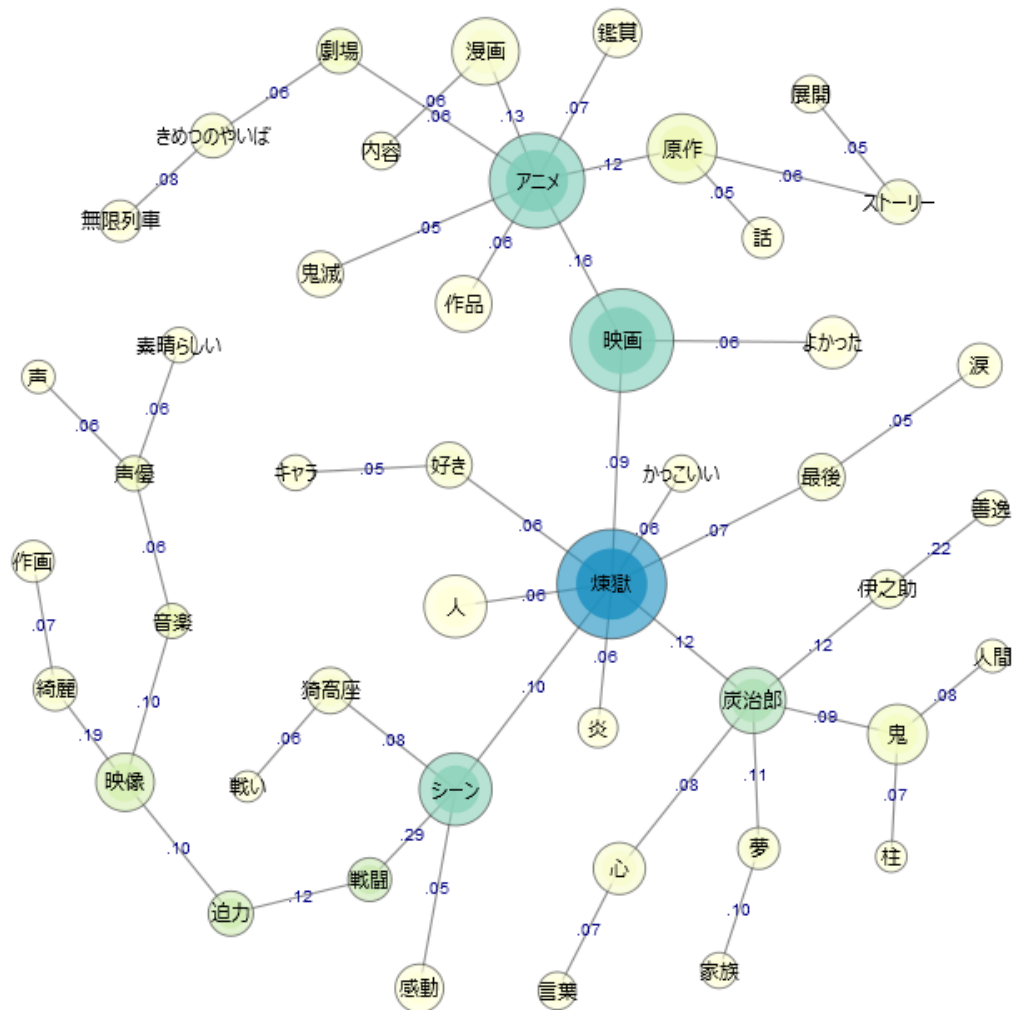 劇場
漫画
鑑賞
.06
.06
.06
.13
.07
展開
きめつのやいば
内容
原作
.05
アニメ
.12
.06
.08
.05
ストーリー
無限列車
話
.05
.06
.16
鬼滅
作品
映画
.06
よかった
素晴らしい
声
涙
.06
.06
.05
声優
キャラ
.05
好き
.09
かっこいい
最後
.06
.06
.07
善逸
.06
作画
.22
煉獄
伊之助
人
.06
.07
音楽
.06
.12
.12
人間
綺麗
猗窩座
.10
炭治郎
.08
.10
炎
.09
鬼
.19
.06
.08
映像
戦い
シーン
.08
.11
.07
.10
.29
夢
柱
戦闘
心
.12
.05
迫力
.10
.07
感動
言葉
家族